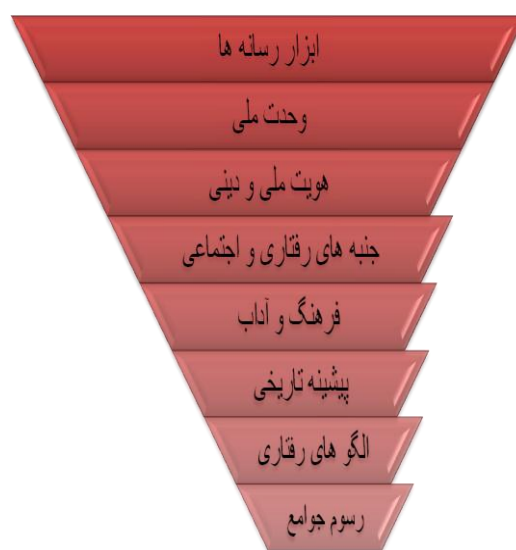 ابزار رسانه ها
وحدت ملی
هویت ملی و دینی
جنبه های رفتاری و اجتماعی
فرهنگ و آداب
پیشینه تاریخی
الگو های رفتاری
رسوم جوامع